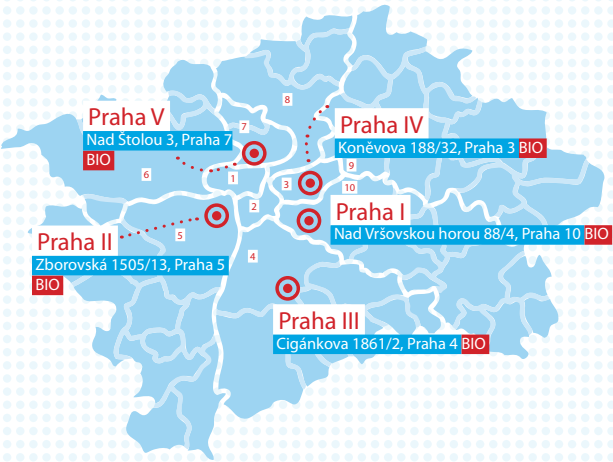 8
Praha V
7
Nad Štolou 3, Praha 7
BIO
Praha IV
Koněvova 188/32, Praha 3 BIO
6
1
3
9
10
2
Praha I
Nad Vršovskou horou 88/4, Praha 10 BIO
Praha II
5
Zborovská 1505/13, Praha 5
BIO
4
Praha III
Cigánkova 1861/2, Praha 4 BIO